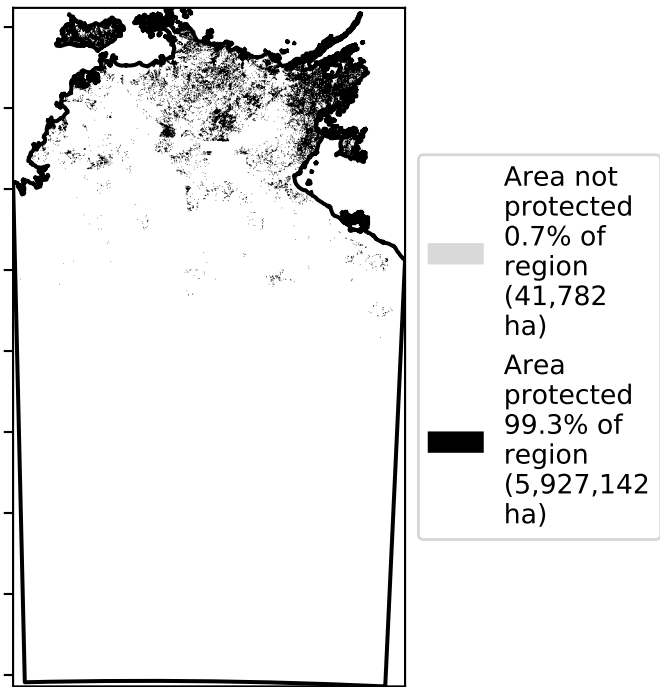 Area not
protected
0.7% of
region
(41,782
ha)
Area
protected
99.3% of
region
(5,927,142
ha)